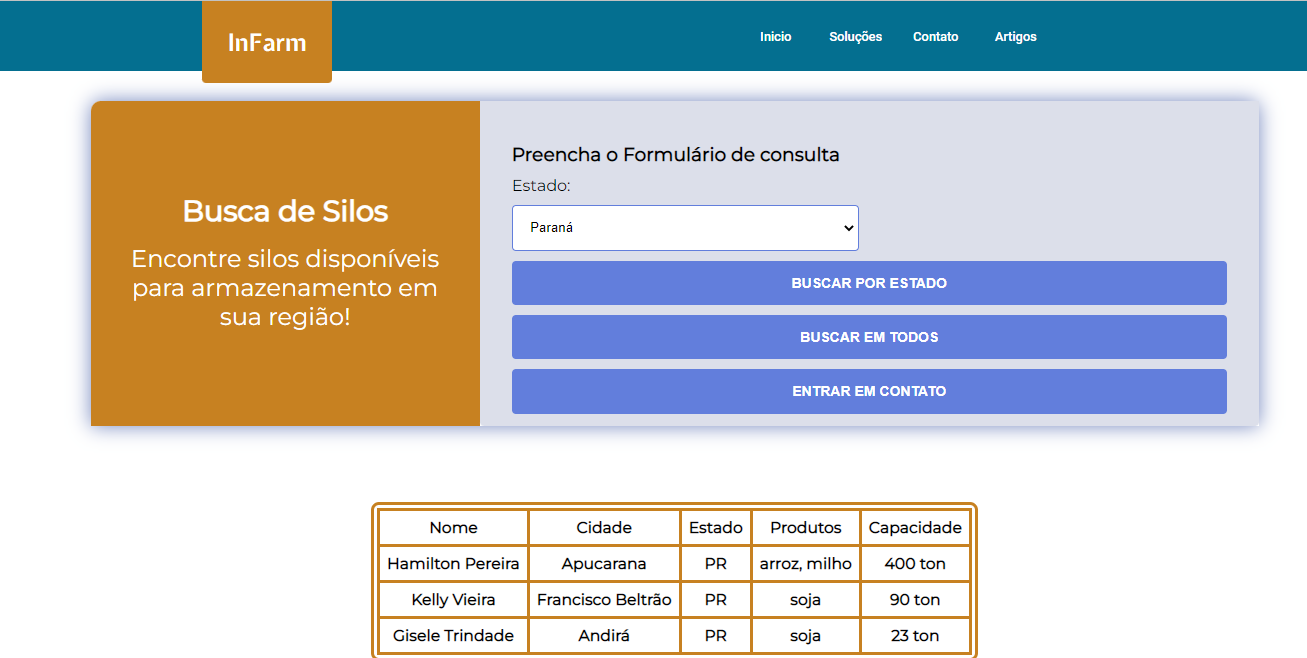 InFarm
Inicio Soluções Contato Artigos
Busca de Silos
Encontre silos disponíveis
para armazenamento em
sua região!
Preencha o Formulário de consulta
Estado:
Paraná
BUSCAR POR ESTADO
BUSCAR EM TODOS
ENTRAR EM CONTATO
Nome Cidade Estado Produtos Capacidade
Hamilton Pereira Apucarana PR arroz, milho 400 ton
Kelly Vieira Francisco Beltrão PR soja 90 ton
Gisele Trindade Andirá PR soja 23 ton